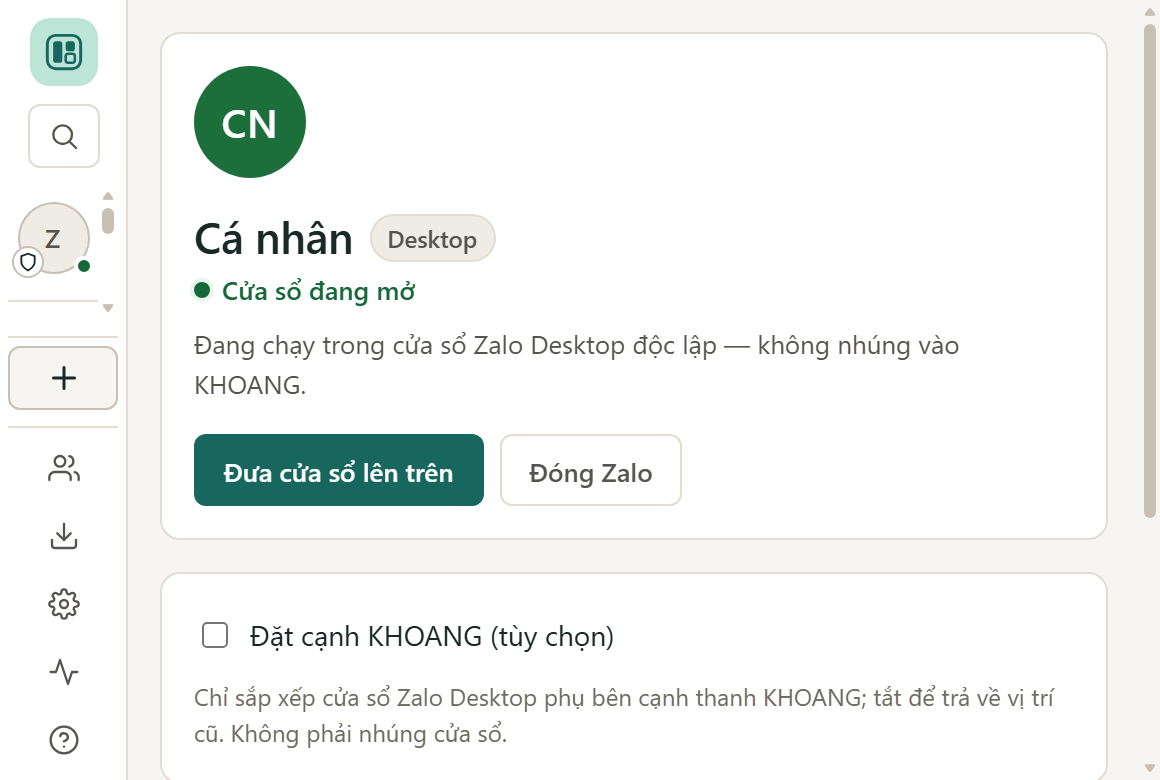 CN
Z
Cá nhân Desktop
Cửa sổ đang mở
Đang chạy trong cửa sổ Zalo Desktop độc lập — không nhúng vào
KHOANG.
Đưa cửa sổ lên trên Đóng Zalo
Đặt cạnh KHOANG (tùy chọn)
Chỉ sắp xếp cửa sổ Zalo Desktop phụ bên cạnh thanh KHOANG; tắt để trả về vị trí
cũ. Không phải nhúng cửa sổ.